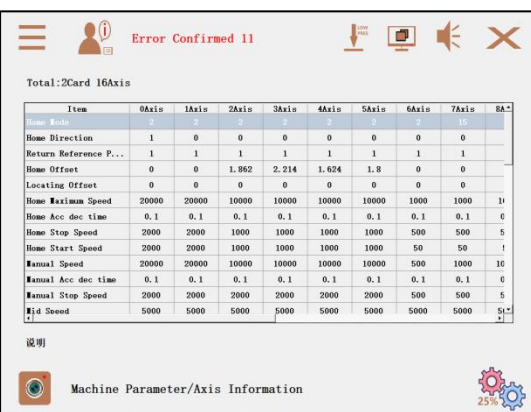 Error Confirmed 11
LOW
PRES
Total:2Card 16Axis
Item 0Axis 1Axis 2Axis 3Axis 4Axis 5Axis 6Axis 7Axis 8A
Home Mode 2 2 2 2 2 2 2 15
Home Direction 1 0 0 0 0 0 0 0
Return Reference P... 1 1 1 1 1 1 1 1
Home Offset 0 0 1.862 2.214 1.624 1.8 0 0
Locating Offset 0 0 0 0 0 0 0 0
Home Maximum Speed 20000 20000 10000 10000 10000 10000 1000 1000 1
Home Acc dec time 0.1 0.1 0.1 0.1 0.1 0.1 0.1 0.1 0
Home Stop Speed 2000 2000 1000 1000 1000 1000 500 500 5
Home Start Speed 2000 2000 1000 1000 1000 1000 50 50
Manual Speed 20000 20000 10000 10000 10000 10000 500 1000 10
Manual Acc dec time 0.1 0.1 0.1 0.1 0.1 0.1 0.1 0.1 0
Manual Stop Speed 2000 2000 2000 2000 2000 2000 500 500 5
Mid Speed 5000 5000 5000 5000 5000 5000 5000 5000
说明
Machine Parameter/Axis Information
25%